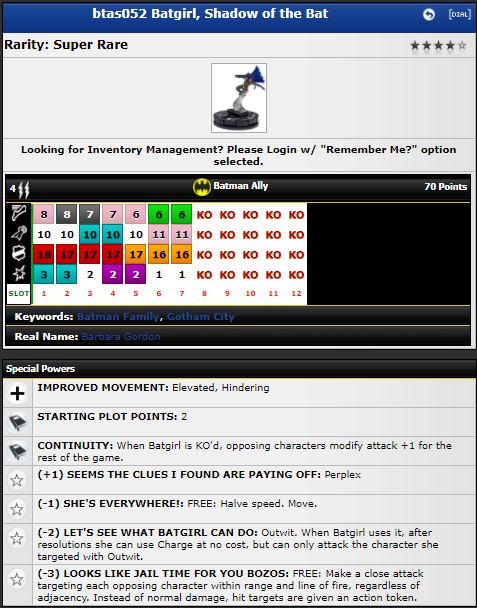 btas052 Batgirl, Shadow of the Bat [DIAL]
Rarity: Super Rare
Looking for Inventory Management? Please Login w/ "Remember Me?" option
selected.
4 Batman Ally 70 Points
8 8 7 7 6 6 6 KO KO KO KO KO
10 10 10 10 10 11 11 KO KO KO KO KO
18 17 17 17 17 16 16 KO KO KO KO KO
3 3 2 2 2 1 1 KO KO KO KO KO
SLOT 1 2 3 4 5 6 7 8 9 10 11 12
Keywords: Batman Family, Gotham City
Real Name: Barbara Gordon
Special Powers
IMPROVED MOVEMENT: Elevated, Hindering
STARTING PLOT POINTS: 2
CONTINUITY: When Batgirl is KO'd, opposing characters modify attack +1 for the
rest of the game.
(+1) SEEMS THE CLUES I FOUND ARE PAYING OFF: Perplex
(-1) SHE'S EVERYWHERE!: FREE: Halve speed. Move.
(-2) LET'S SEE WHAT BATGIRL CAN DO: Outwit. When Batgirl uses it, after
resolutions she can use Charge at no cost, but can only attack the character she
targeted with Outwit.
(-3) LOOKS LIKE JAIL TIME FOR YOU BOZOS: FREE: Make a close attack
targeting each opposing character within range and line of fire, regardless of
adjacency. Instead of normal damage, hit targets are given an action token.